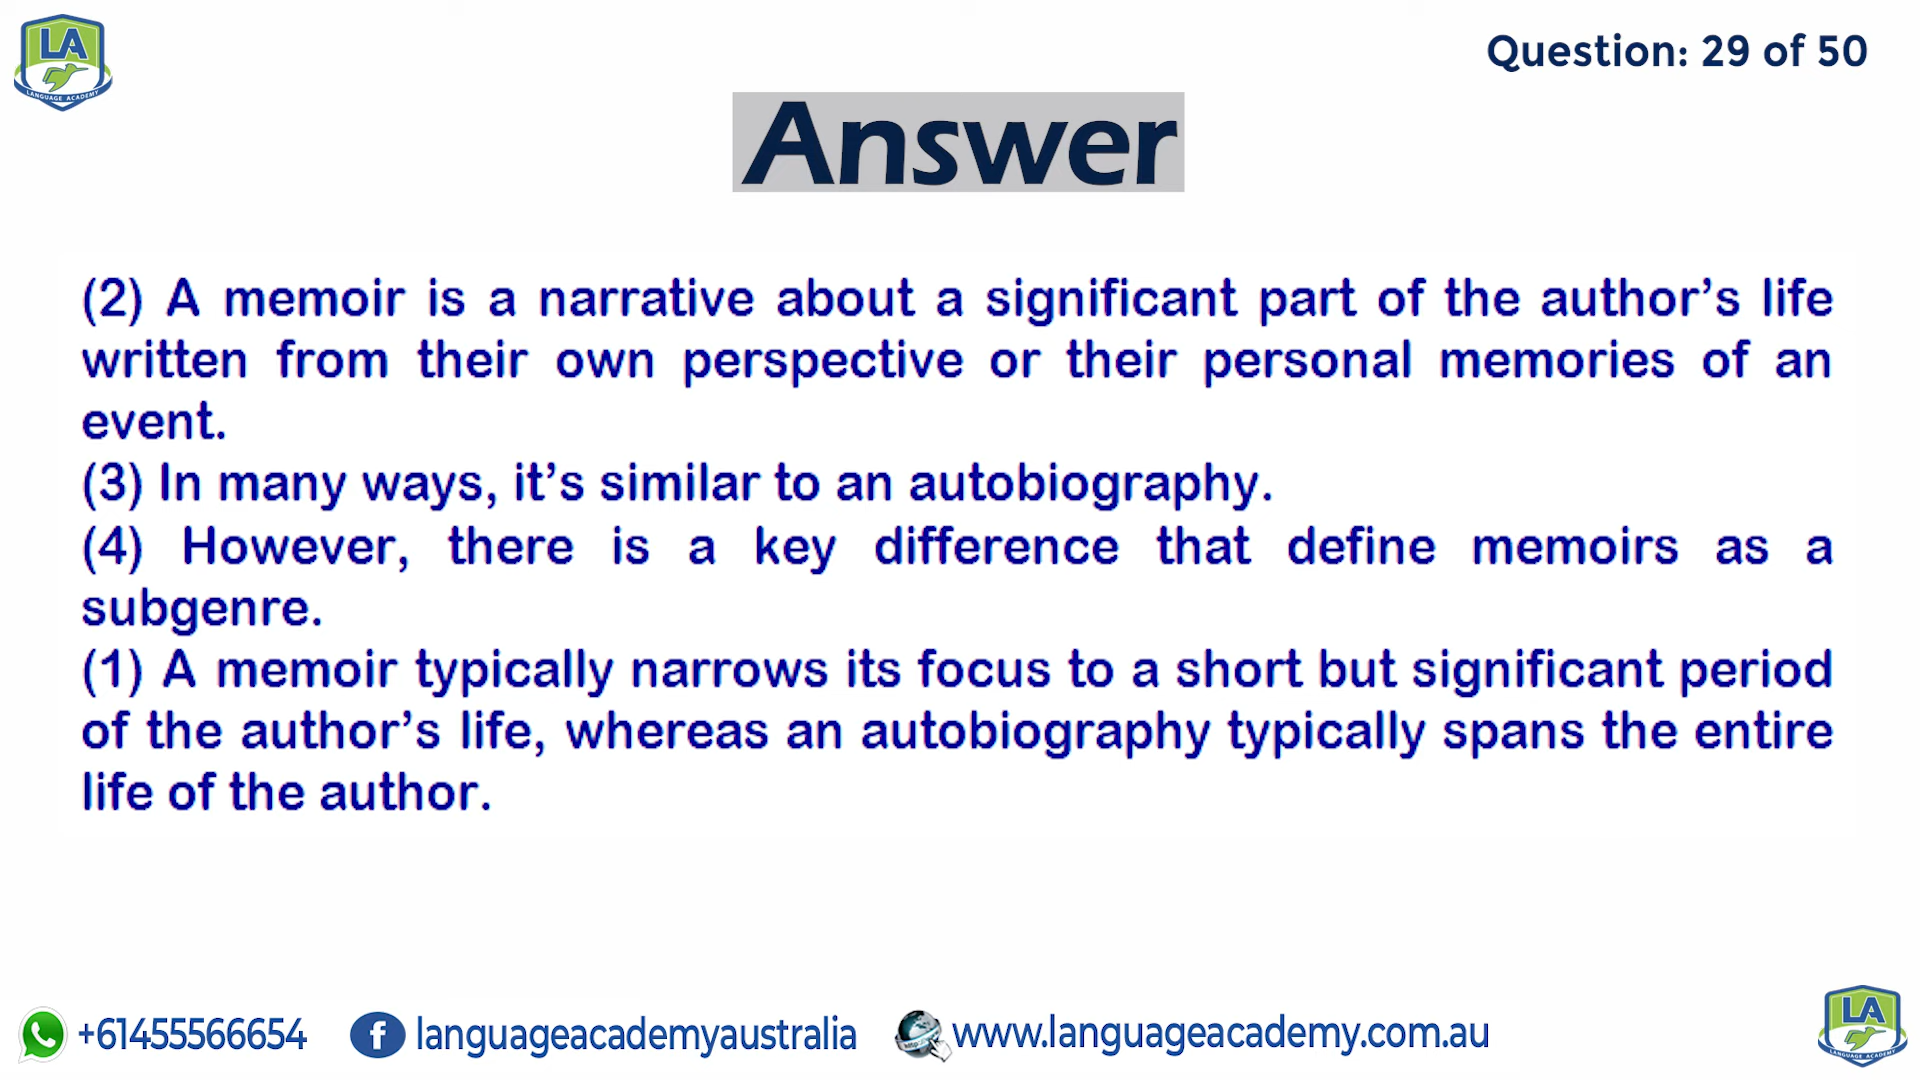 LA
LANGUAGE ACADEMY
Question: 29 of 50
Answer
(2) A memoir is a narrative about a significant part of the author’s life
written from their own perspective or their personal memories of an
event.
(3) In many ways, it’s similar to an autobiography.
(4) However, there is a key difference that define memoirs as a
subgenre.
(1) A memoir typically narrows its focus to a short but significant period
of the author’s life, whereas an autobiography typically spans the entire
life of the author.
+61455566654
f languageacademyaustralia
http
www.languageacademy.com.au
LA
LANGUAGE ACADEMY